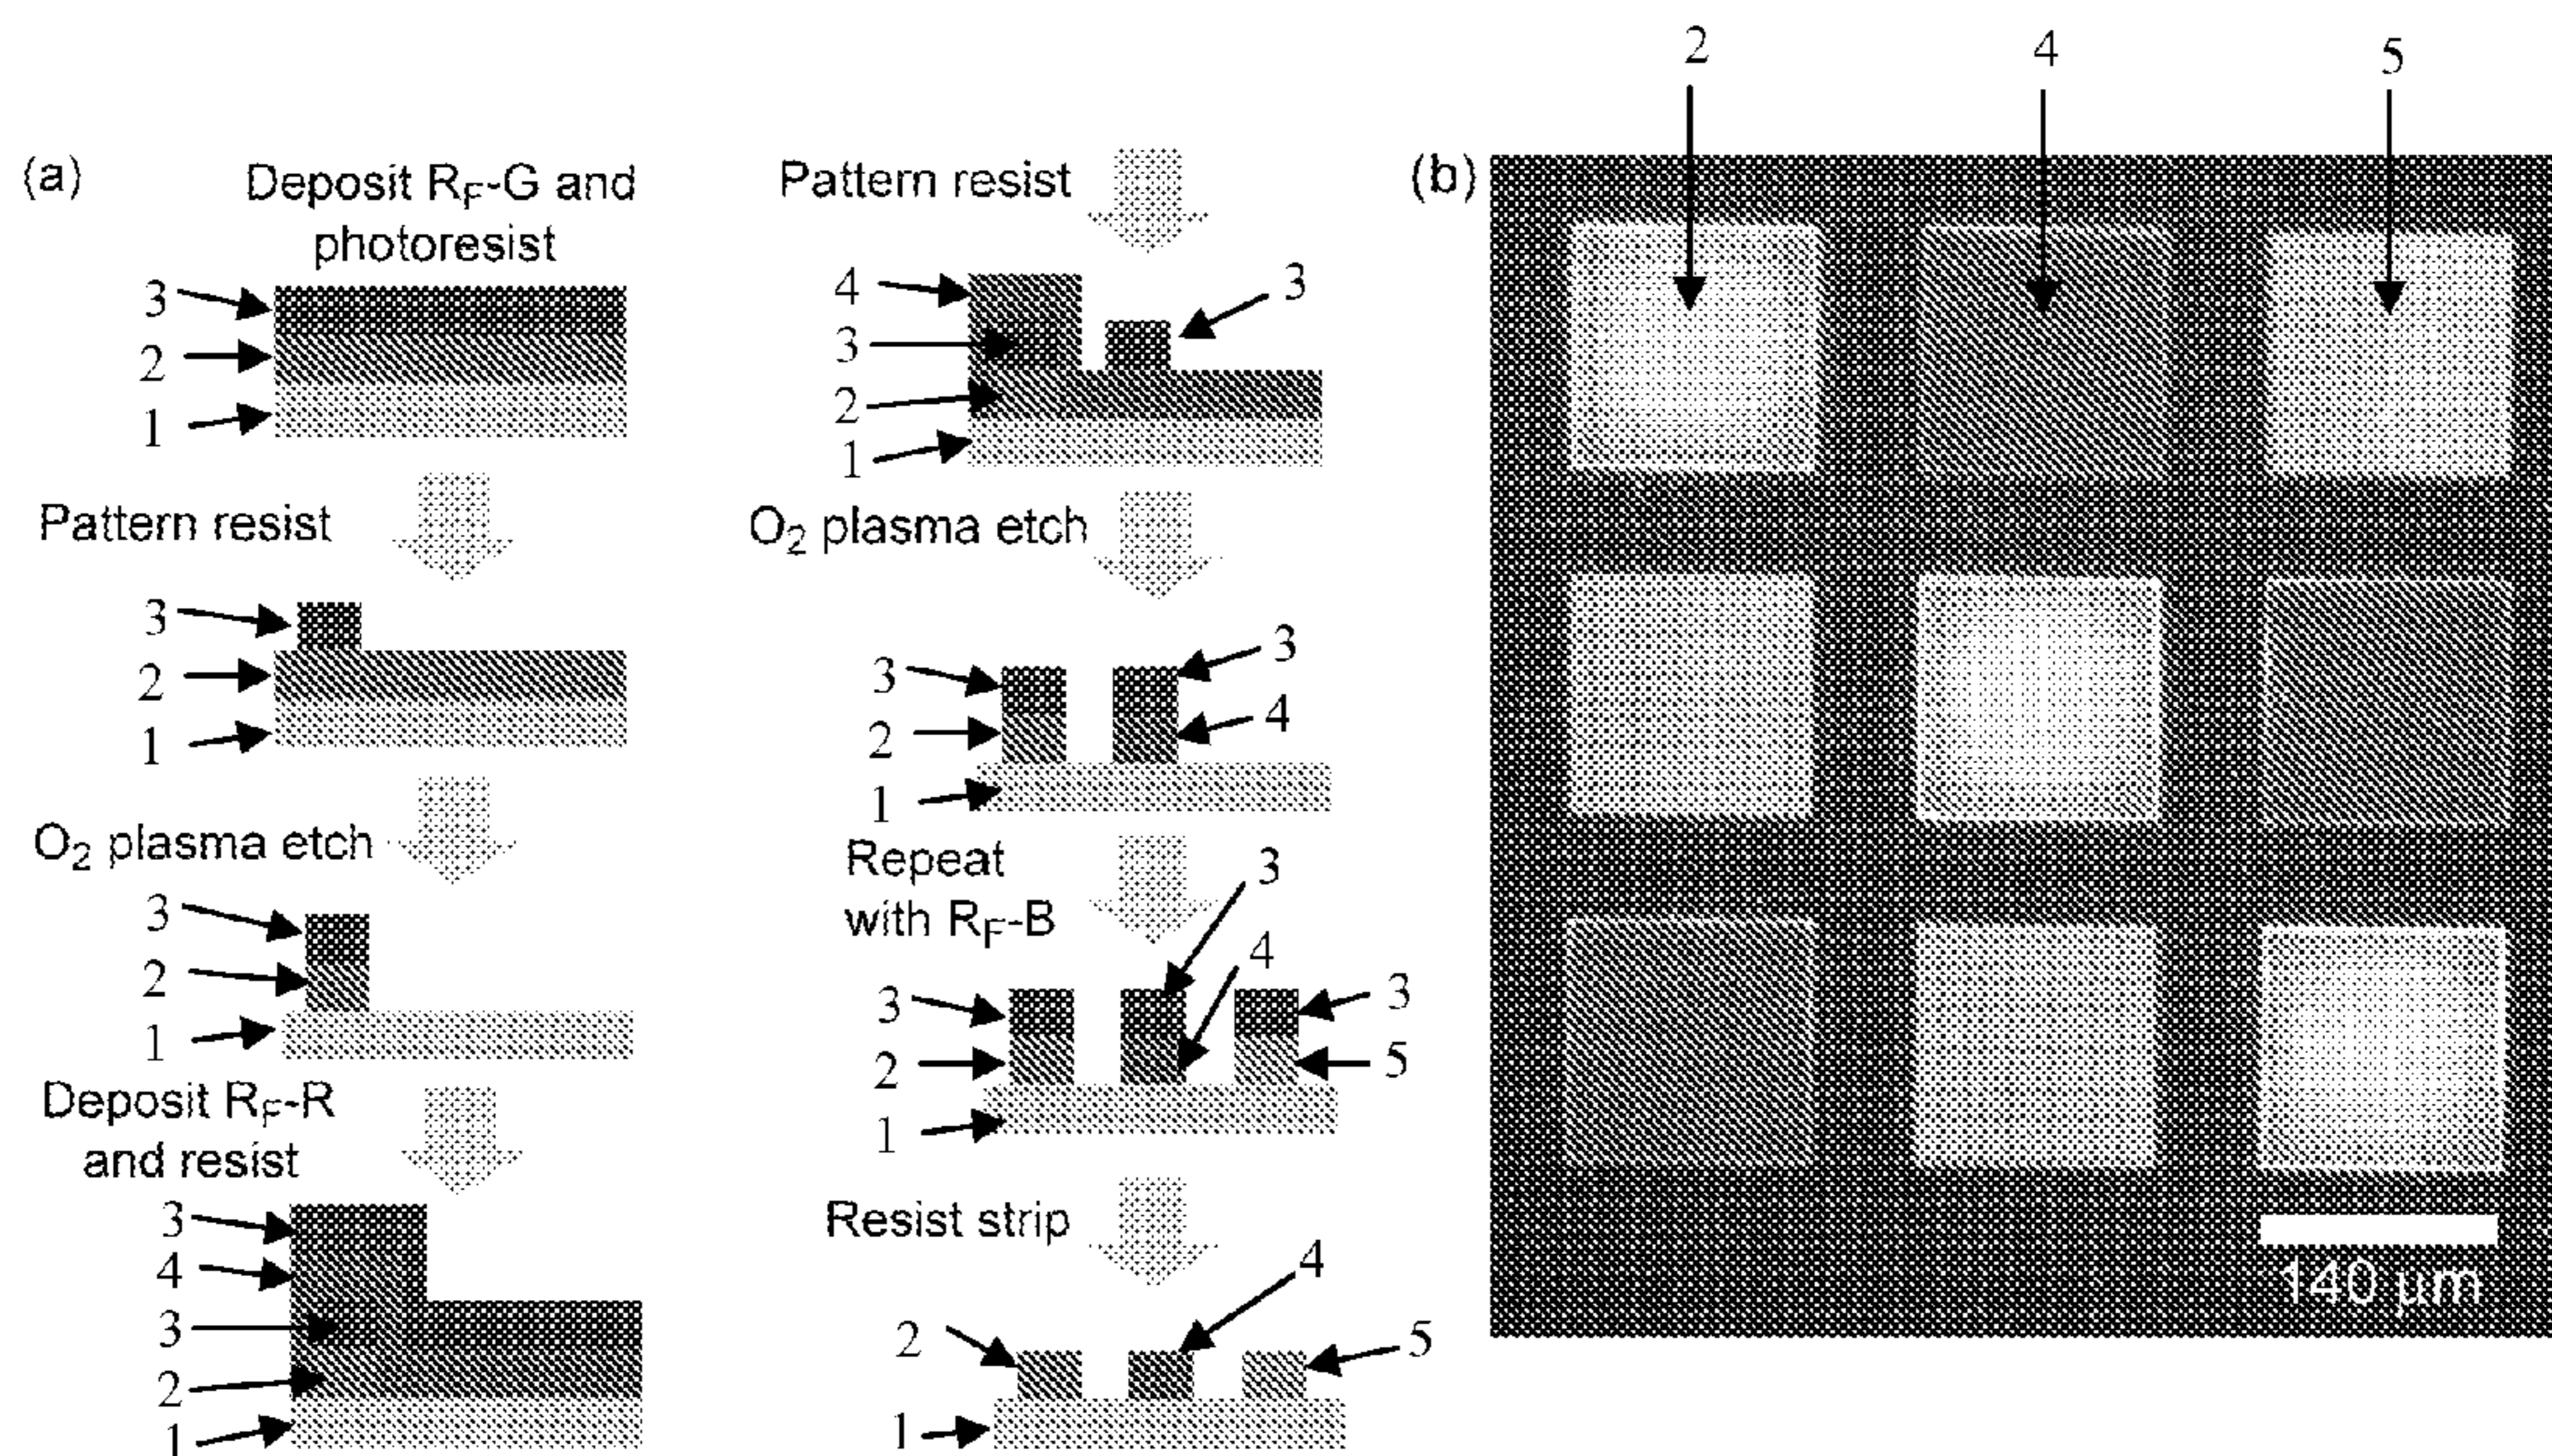 (a)
Deposit R_F-G and
photoresist
3
2
1
Pattern resist
3
2
1
O₂ plasma etch
3
2
1
Deposit R_F-R
and resist
3
4
3
2
1
Pattern resist
4
3
3
2
1
O₂ plasma etch
3
3
2
4
1
Repeat
with R_F-B
3
4
3
3
2
5
1
Resist strip
4
2
5
1
(b)
2
4
5
140 µm